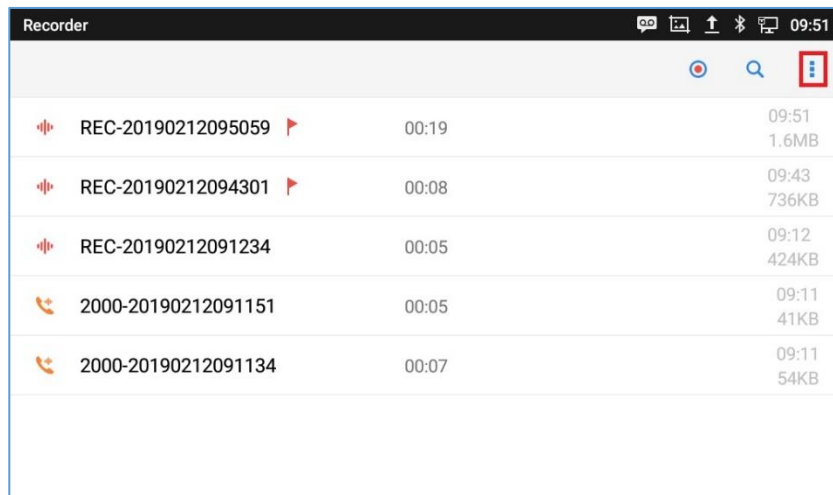 Recorder 09:51
REC-20190212095059 00:19 09:51
1.6MB
REC-20190212094301 00:08 09:43
736KB
REC-20190212091234 00:05 09:12
424KB
2000-20190212091151 00:05 09:11
41KB
2000-20190212091134 00:07 09:11
54KB